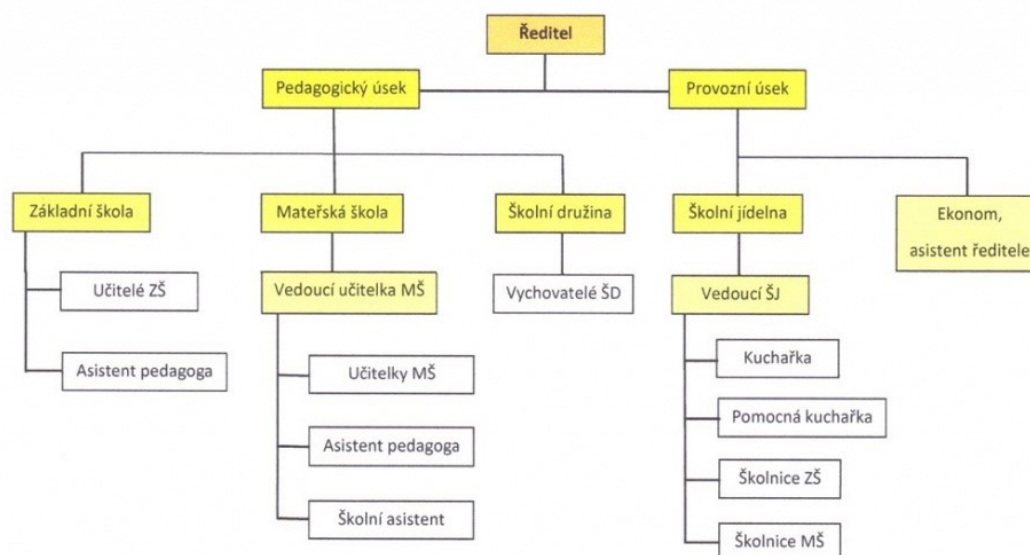 Ředitel
Pedagogický úsek
Provozní úsek
Základní škola
Mateřská škola
Školní družina
Školní jídelna
Ekonom,
asistent ředitele
Učitelé ZŠ
Vedoucí učitelka MŠ
Vychovatelé ŠD
Vedoucí ŠJ
Asistent pedagoga
Učitelky MŠ
Kuchařka
Pomocná kuchařka
Asistent pedagoga
Školnice ZŠ
Školní asistent
Školnice MŠ